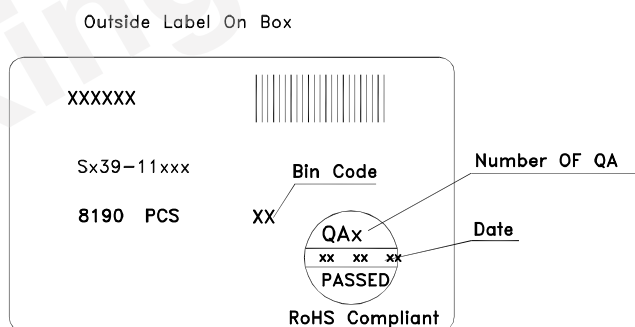 Outside Label On Box
XXXXXX
Sx39-11xxx
Bin Code
Number OF QA
8190 PCS
XX
QAx
Date
xx xx xx
PASSED
RoHS Compliant